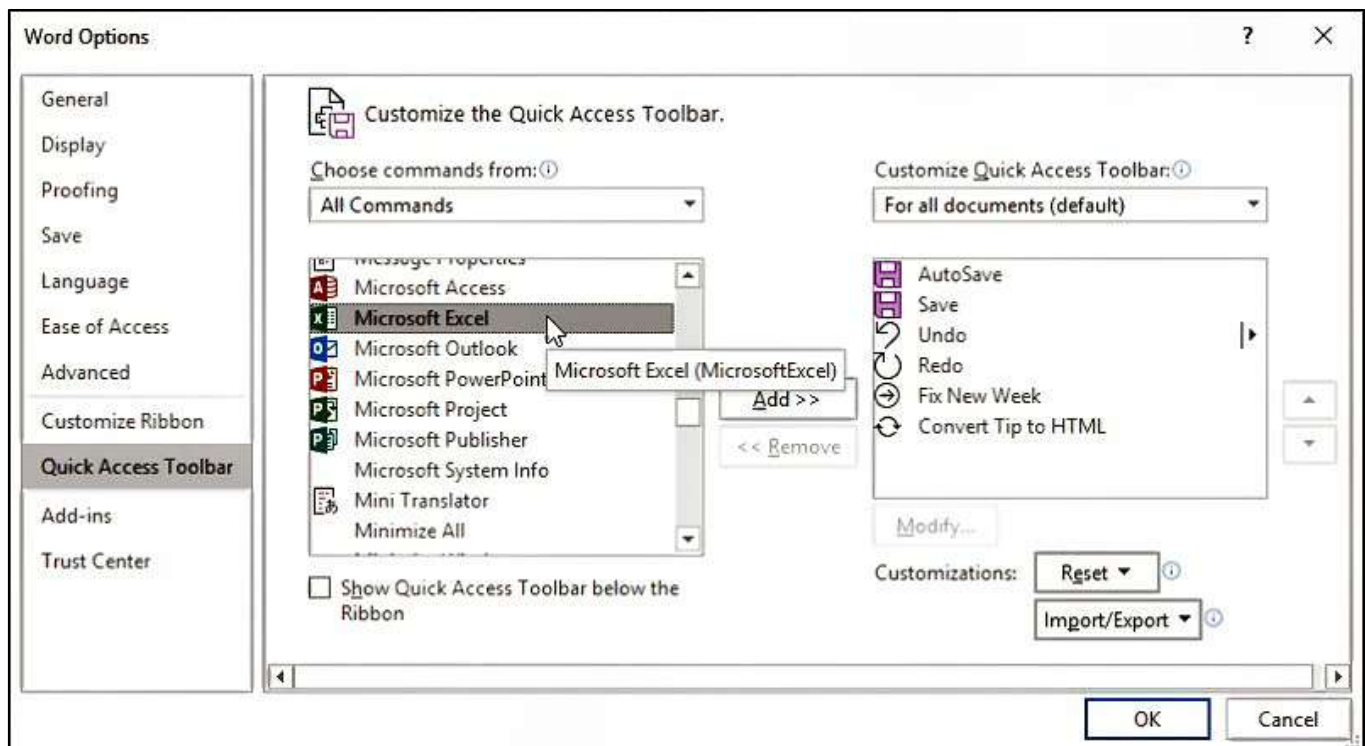 Word Options
?
General
Display
Proofing
Save
Language
Ease of Access
Advanced
Customize Ribbon
Quick Access Toolbar
Add-ins
Trust Center
Customize the Quick Access Toolbar.
Choose commands from:
All Commands
Message Properties
Microsoft Access
Microsoft Excel
Microsoft Outlook
Microsoft PowerPoint
Microsoft Project
Microsoft Publisher
Microsoft System Info
Mini Translator
Minimize All
Microsoft Excel (MicrosoftExcel)
Show Quick Access Toolbar below the
Ribbon
Add >>
<< Remove
Customize Quick Access Toolbar:
For all documents (default)
AutoSave
Save
Undo
Redo
Fix New Week
Convert Tip to HTML
Modify...
Customizations:
Reset
Import/Export
OK
Cancel